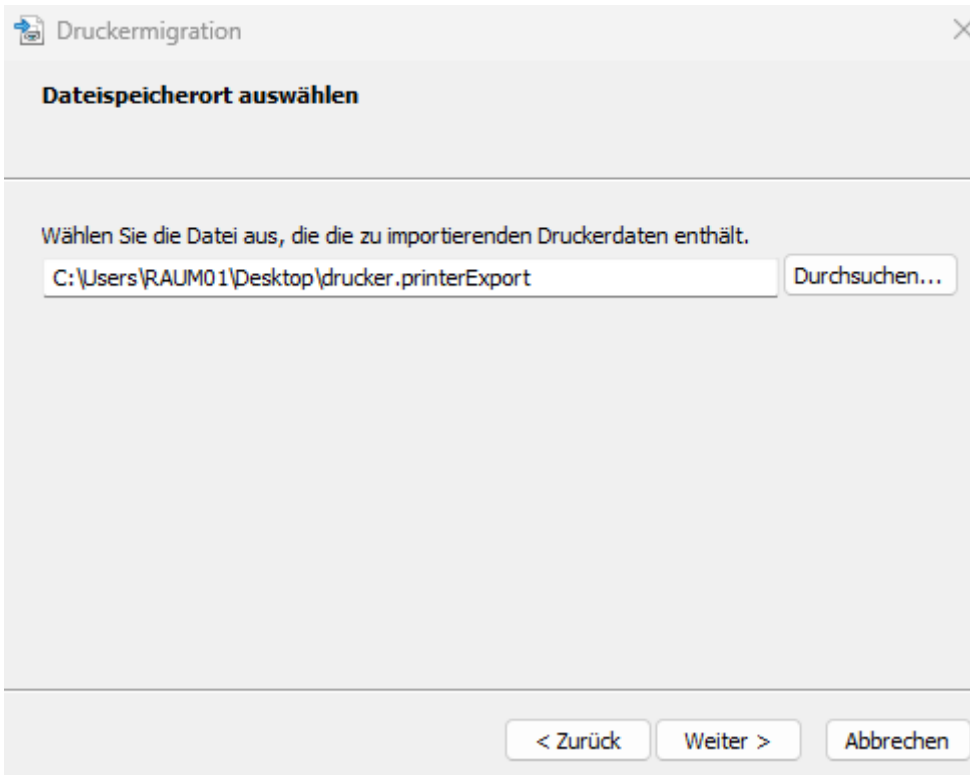 Druckermigration
Dateispeicherort auswählen
Wählen Sie die Datei aus, die die zu importierenden Druckerdaten enthält.
C:\Users\RAUM01\Desktop\drucker.printerExport
Durchsuchen...
< Zurück
Weiter >
Abbrechen